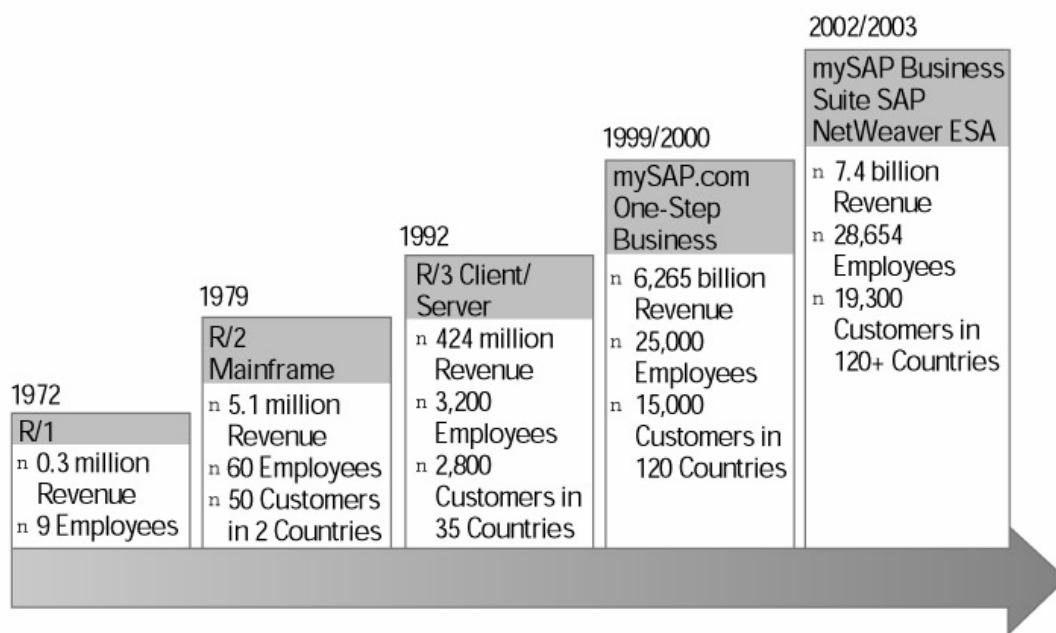 1972
R/1
n 0.3 million
Revenue
n 9 Employees
1979
R/2
Mainframe
n 5.1 million
Revenue
n 60 Employees
n 50 Customers
in 2 Countries
1992
R/3 Client/
Server
n 424 million
Revenue
n 3,200
Employees
n 2,800
Customers in
35 Countries
1999/2000
mySAP.com
One-Step
Business
n 6,265 billion
Revenue
n 25,000
Employees
n 15,000
Customers in
120 Countries
2002/2003
mySAP Business
Suite SAP
NetWeaver ESA
n 7.4 billion
Revenue
n 28,654
Employees
n 19,300
Customers in
120+ Countries